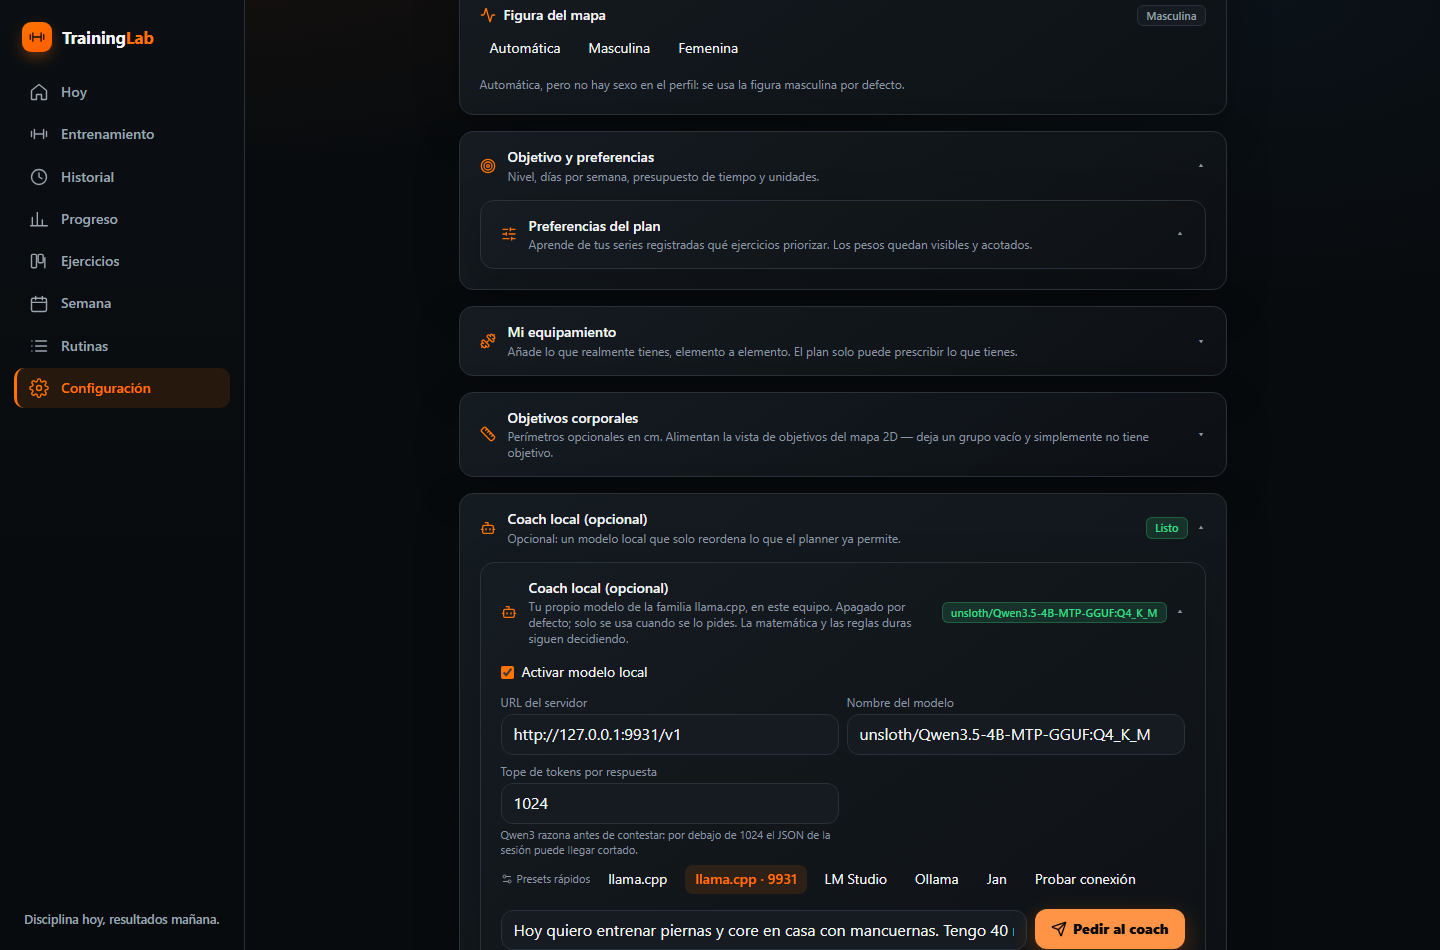 TrainingLab
Hoy
Entrenamiento
Historial
Progreso
Ejercicios
Semana
Rutinas
Configuración
Disciplina hoy, resultados mañana.
Figura del mapa
Masculina
Automática Masculina Femenina
Automática, pero no hay sexo en el perfil: se usa la figura masculina por defecto.
Objetivo y preferencias
Nivel, días por semana, presupuesto de tiempo y unidades.
Preferencias del plan
Aprende de tus series registradas qué ejercicios priorizar. Los pesos quedan visibles y acotados.
Mi equipamiento
Añade lo que realmente tienes, elemento a elemento. El plan solo puede prescribir lo que tienes.
Objetivos corporales
Perímetros opcionales en cm. Alimentan la vista de objetivos del mapa 2D — deja un grupo vacío y simplemente no tiene
objetivo.
Coach local (opcional)
Opcional: un modelo local que solo reordena lo que el planner ya permite.
Listo
Coach local (opcional)
Tu propio modelo de la familia llama.cpp, en este equipo. Apagado por
defecto; solo se usa cuando se lo pides. La matemática y las reglas duras
siguen decidiendo.
unsloth/Qwen3.5-4B-MTP-GGUF:Q4_K_M
Activar modelo local
URL del servidor
http://127.0.0.1:9931/v1
Nombre del modelo
unsloth/Qwen3.5-4B-MTP-GGUF:Q4_K_M
Tope de tokens por respuesta
1024
Qwen3 razona antes de contestar: por debajo de 1024 el JSON de la
sesión puede llegar cortado.
Presets rápidos llama.cpp llama.cpp · 9931 LM Studio Ollama Jan Probar conexión
Hoy quiero entrenar piernas y core en casa con mancuernas. Tengo 40
Pedir al coach